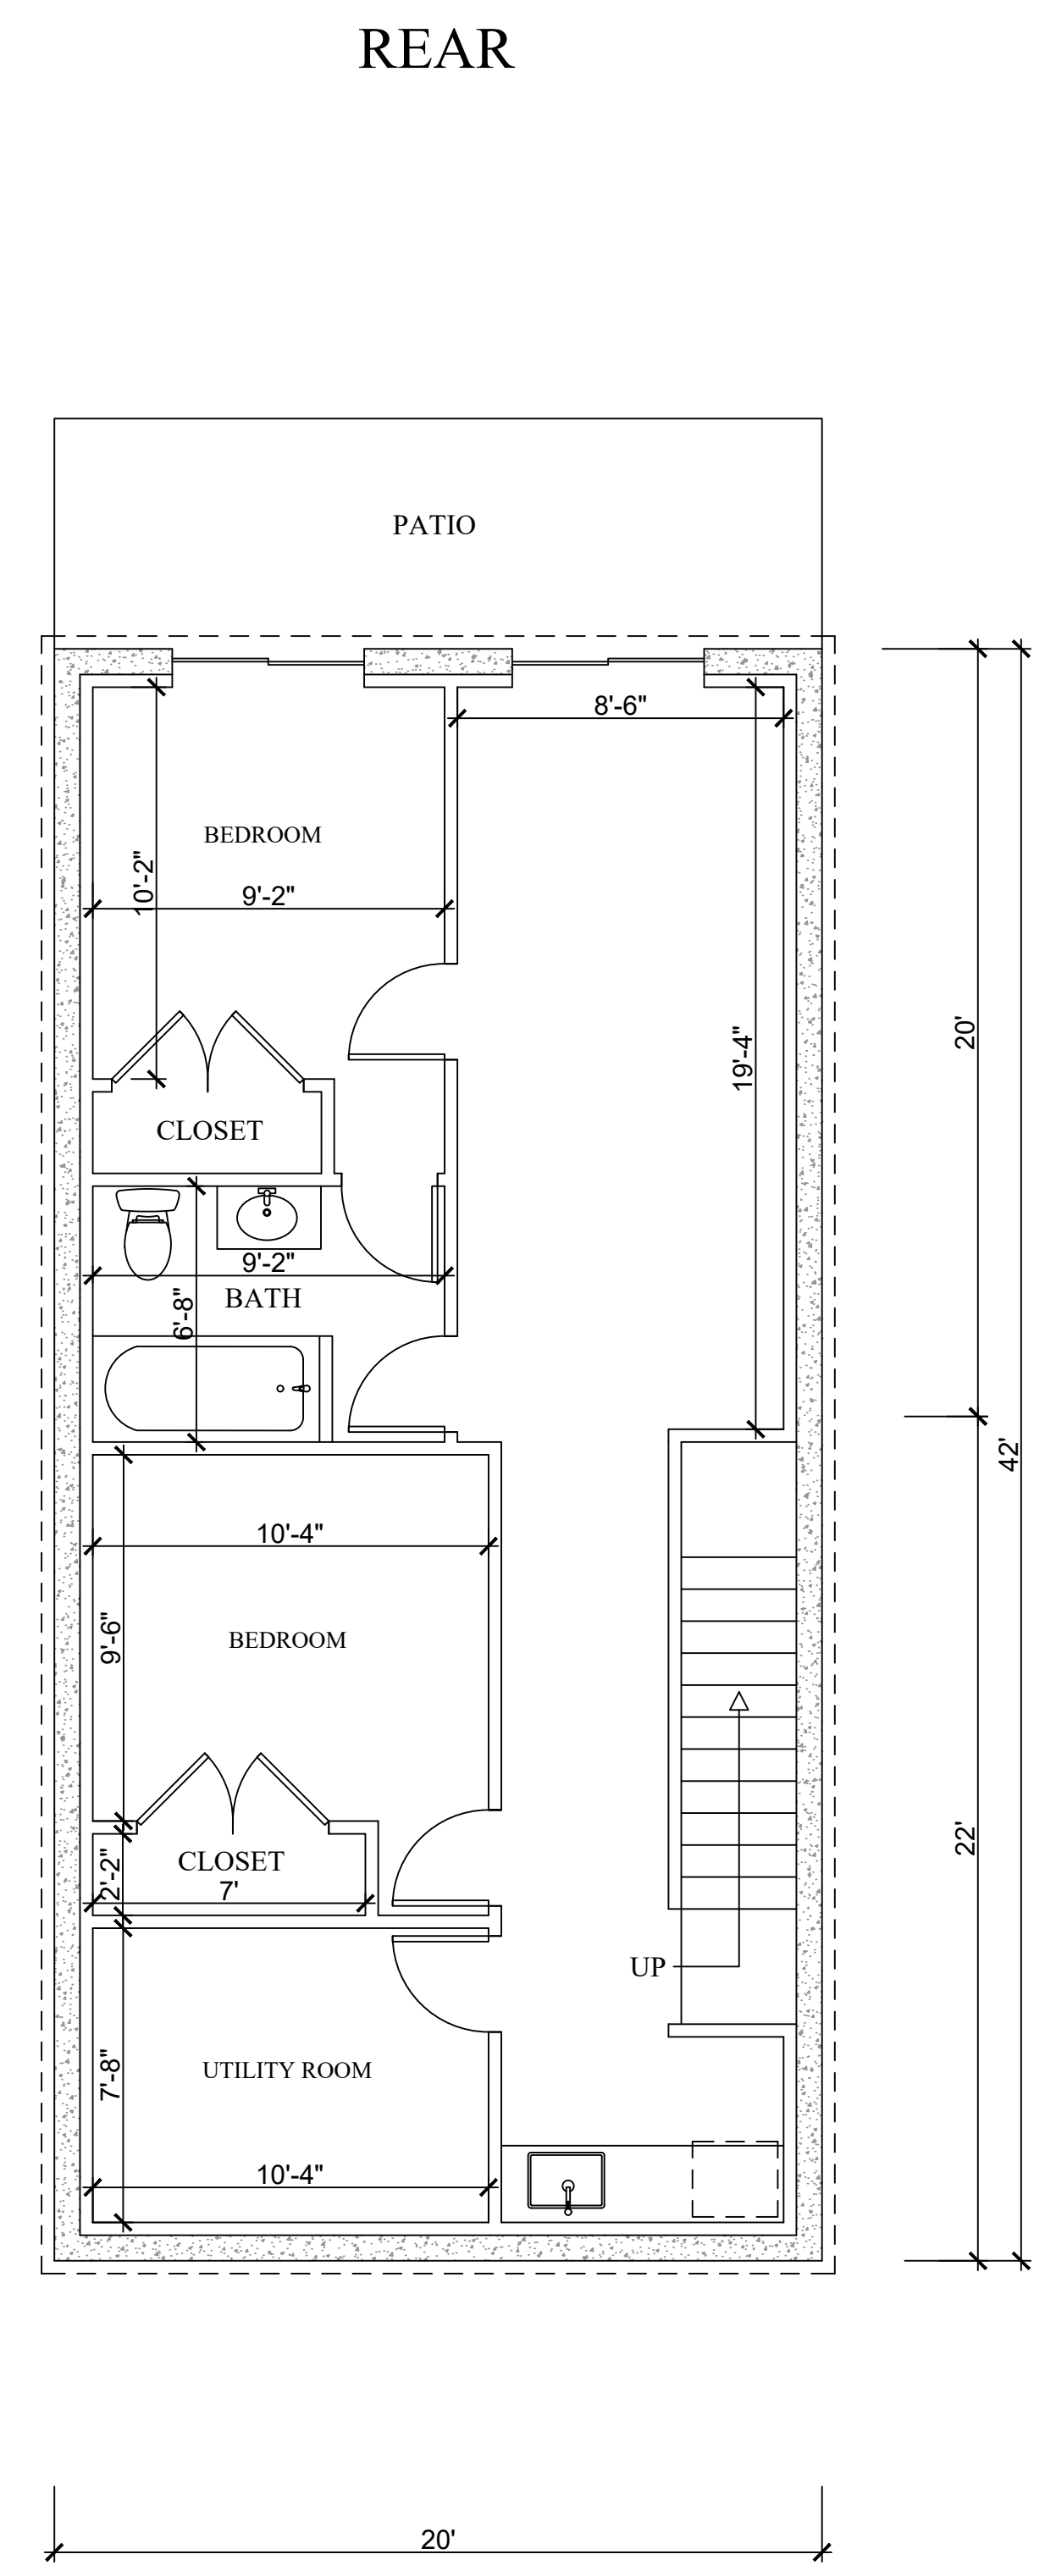 REAR
PATIO
8'-6"
BEDROOM
10'-2"
9'-2"
20'
19'-4"
CLOSET
9'-2"
BATH
6'-8"
42'
10'-4"
9'-6"
BEDROOM
22'
CLOSET
2'-2"
7'
UP
UTILITY ROOM
7'-8"
10'-4"
20'